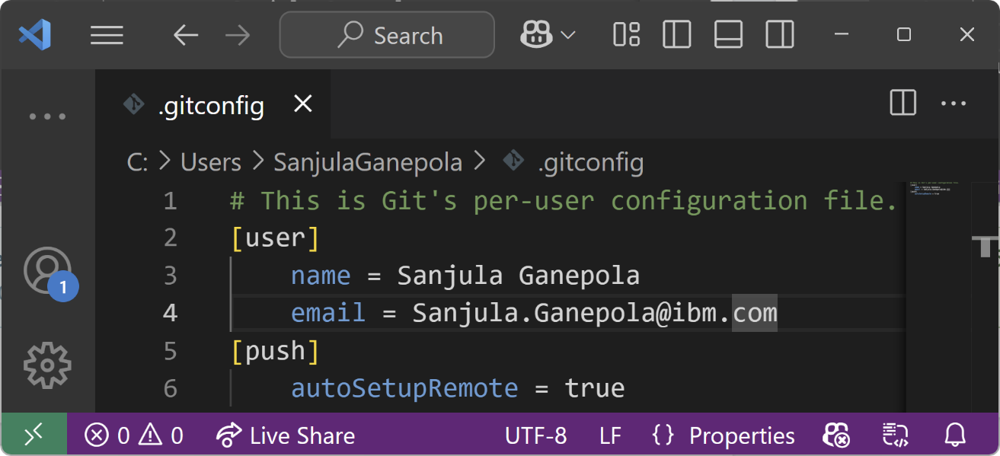 Search
.gitconfig
C: > Users > SanjulaGanepola > .gitconfig
1 # This is Git's per-user configuration file.
2 [user]
3 name = Sanjula Ganepola
4 email = Sanjula.Ganepola@ibm.com
5 [push]
6 autoSetupRemote = true
1
0 0 Live Share UTF-8 LF {} Properties